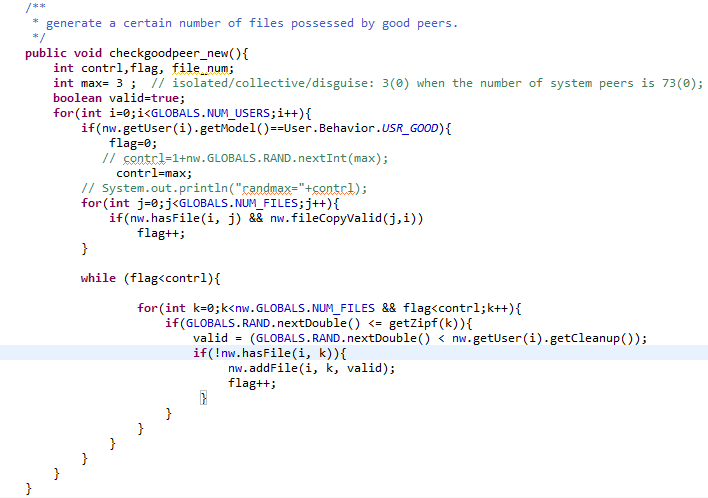 /**
 * generate a certain number of files possessed by good peers.
 */
public void checkgoodpeer_new(){
    int contrl,flag, file_num;
    int max= 3 ;  // isolated/collective/disguise: 3(0) when the number of system peers is 73(0);
    boolean valid=true;
    for(int i=0;i<GLOBALS.NUM_USERS;i++){
        if(nw.getUser(i).getModel()==User.Behavior.USR_GOOD){
            flag=0;
           // contrl=1+nw.GLOBALS.RAND.nextInt(max);
             contrl=max;
        // System.out.println("randmax="+contrl);
        for(int j=0;j<GLOBALS.NUM_FILES;j++){
            if(nw.hasFile(i, j) && nw.fileCopyValid(j,i))
                flag++;
        }
        while (flag<contrl){
                for(int k=0;k<nw.GLOBALS.NUM_FILES && flag<contrl;k++){
                    if(GLOBALS.RAND.nextDouble() <= getZipf(k)){
                        valid = (GLOBALS.RAND.nextDouble() < nw.getUser(i).getCleanup());
                        if(!nw.hasFile(i, k)){
                             nw.addFile(i, k, valid);
                             flag++;
                         }
                    }
                }
            }
        }
    }
}